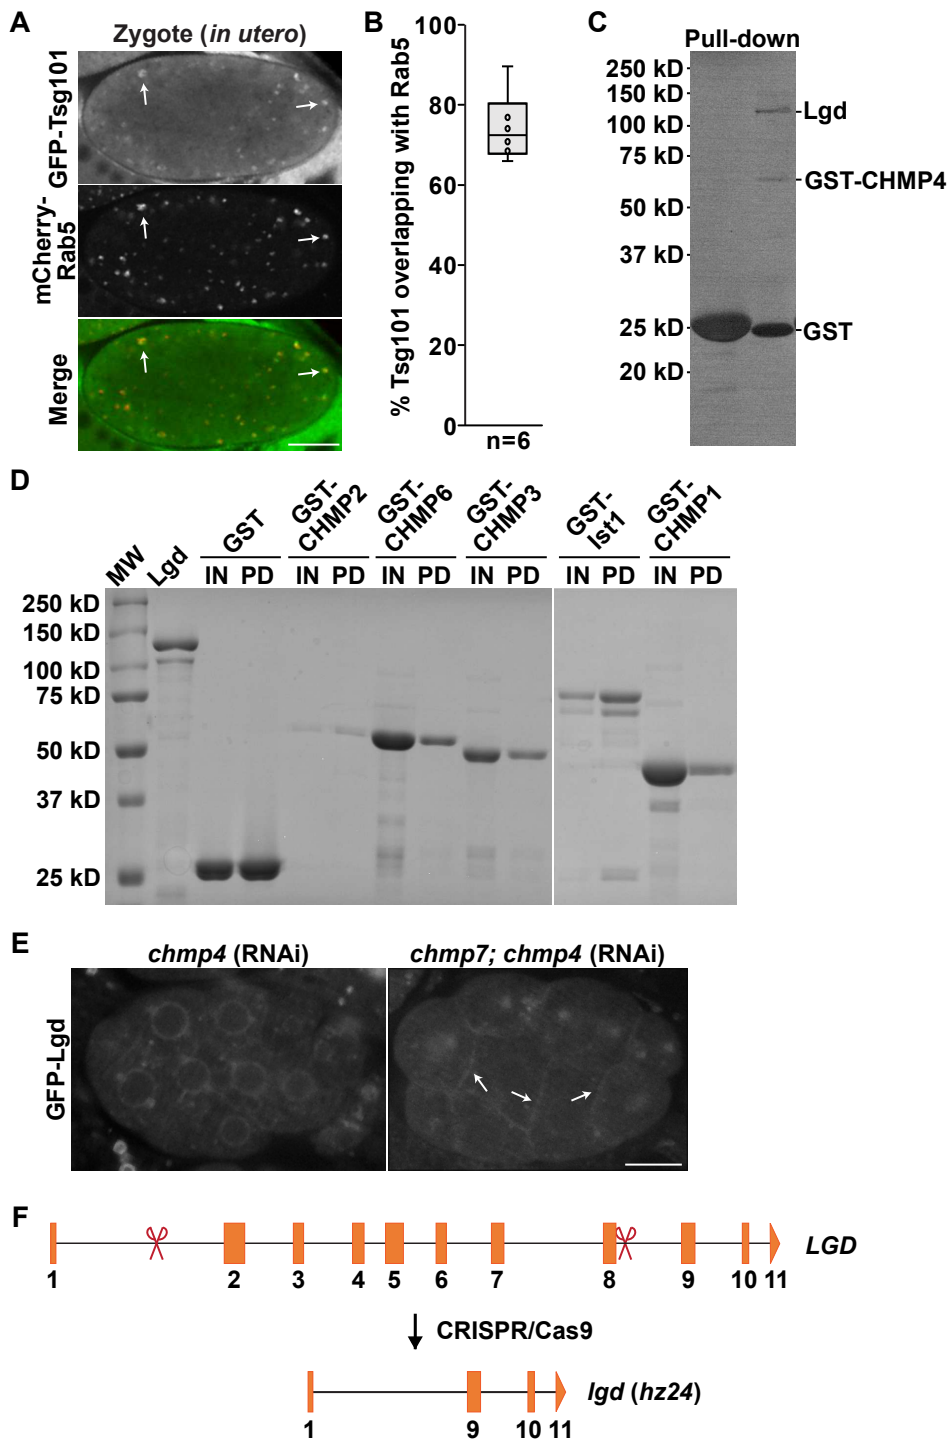 A
Zygote (in utero)
GFP-Tsg101
mCherry-
Rab5
Merge
B
% Tsg101 overlapping with Rab5
100
80
60
40
20
0
n=6
C
Pull-down
250 kD
150 kD
100 kD
75 kD
50 kD
37 kD
25 kD
20 kD
Lgd
GST-CHMP4
GST
D
MW
Lgd
GST
GST-
CHMP2
GST-
CHMP6
GST-
CHMP3
GST-
Ist1
GST-
CHMP1
IN PD IN PD IN PD IN PD IN PD IN PD
250 kD
150 kD
100 kD
75 kD
50 kD
37 kD
25 kD
E
chmp4 (RNAi)
chmp7; chmp4 (RNAi)
GFP-Lgd
F
LGD
1 2 3 4 5 6 7 8 9 10 11
CRISPR/Cas9
lgd (hz24)
1 9 10 11